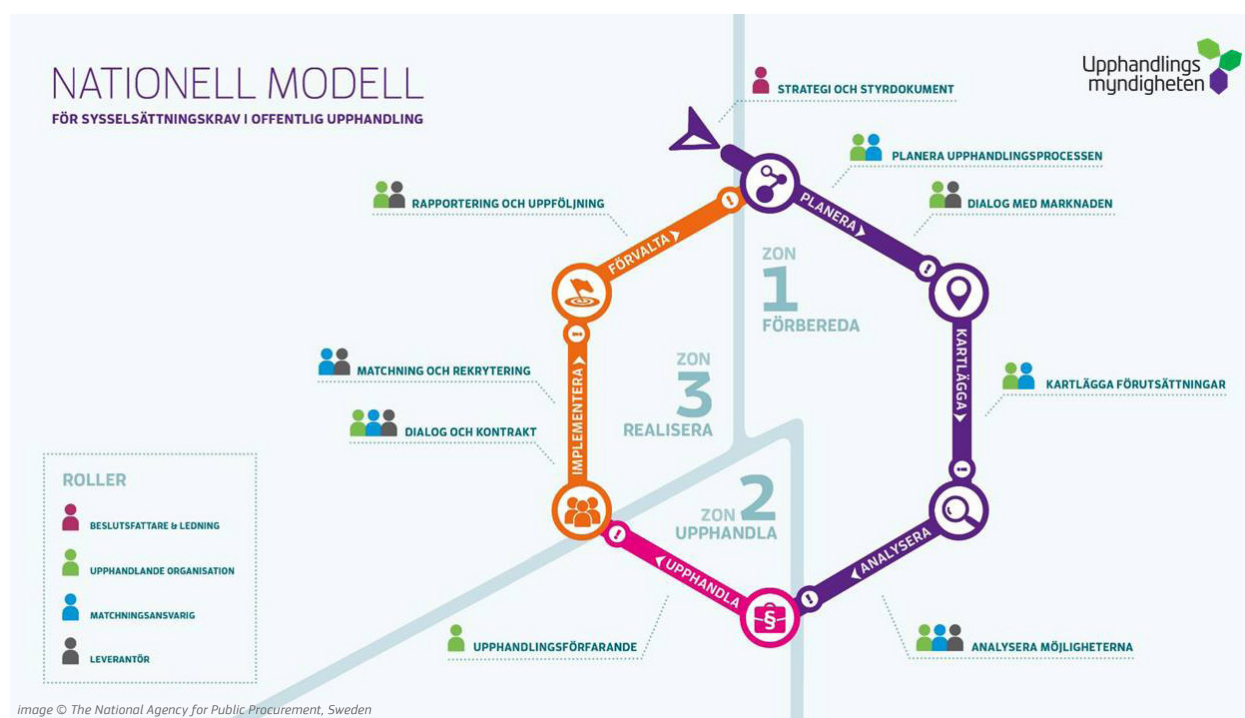 NATIONELL MODELL
FÖR SYSSELSÄTTNINGSKRAV I OFFENTLIG UPPHANDLING
Upphandlings
myndigheten
STRATEGI OCH STYRDOKUMENT
PLANERA UPPHANDLINGSPROCESSEN
DIALOG MED MARKNADEN
RAPPORTERING OCH UPPFÖLJNING
PLANERA
FÖRVALTA
ZON
1
FÖRBEREDA
KARTLÄGGA
KARTLÄGGA FÖRUTSÄTTNINGAR
MATCHNING OCH REKRYTERING
ZON
3
REALISERA
IMPLEMENTERA
DIALOG OCH KONTRAKT
ZON 2
UPPHANDLA
ANALYSERA
UPPHANDLA
§
UPPHANDLINGSFÖRFARANDE
ANALYSERA MÖJLIGHETERNA
ROLLER
BESLUTSFATTARE & LEDNING
UPPHANDLANDE ORGANISATION
MATCHNINGSANSVARIG
LEVERANTÖR
image © The National Agency for Public Procurement, Sweden